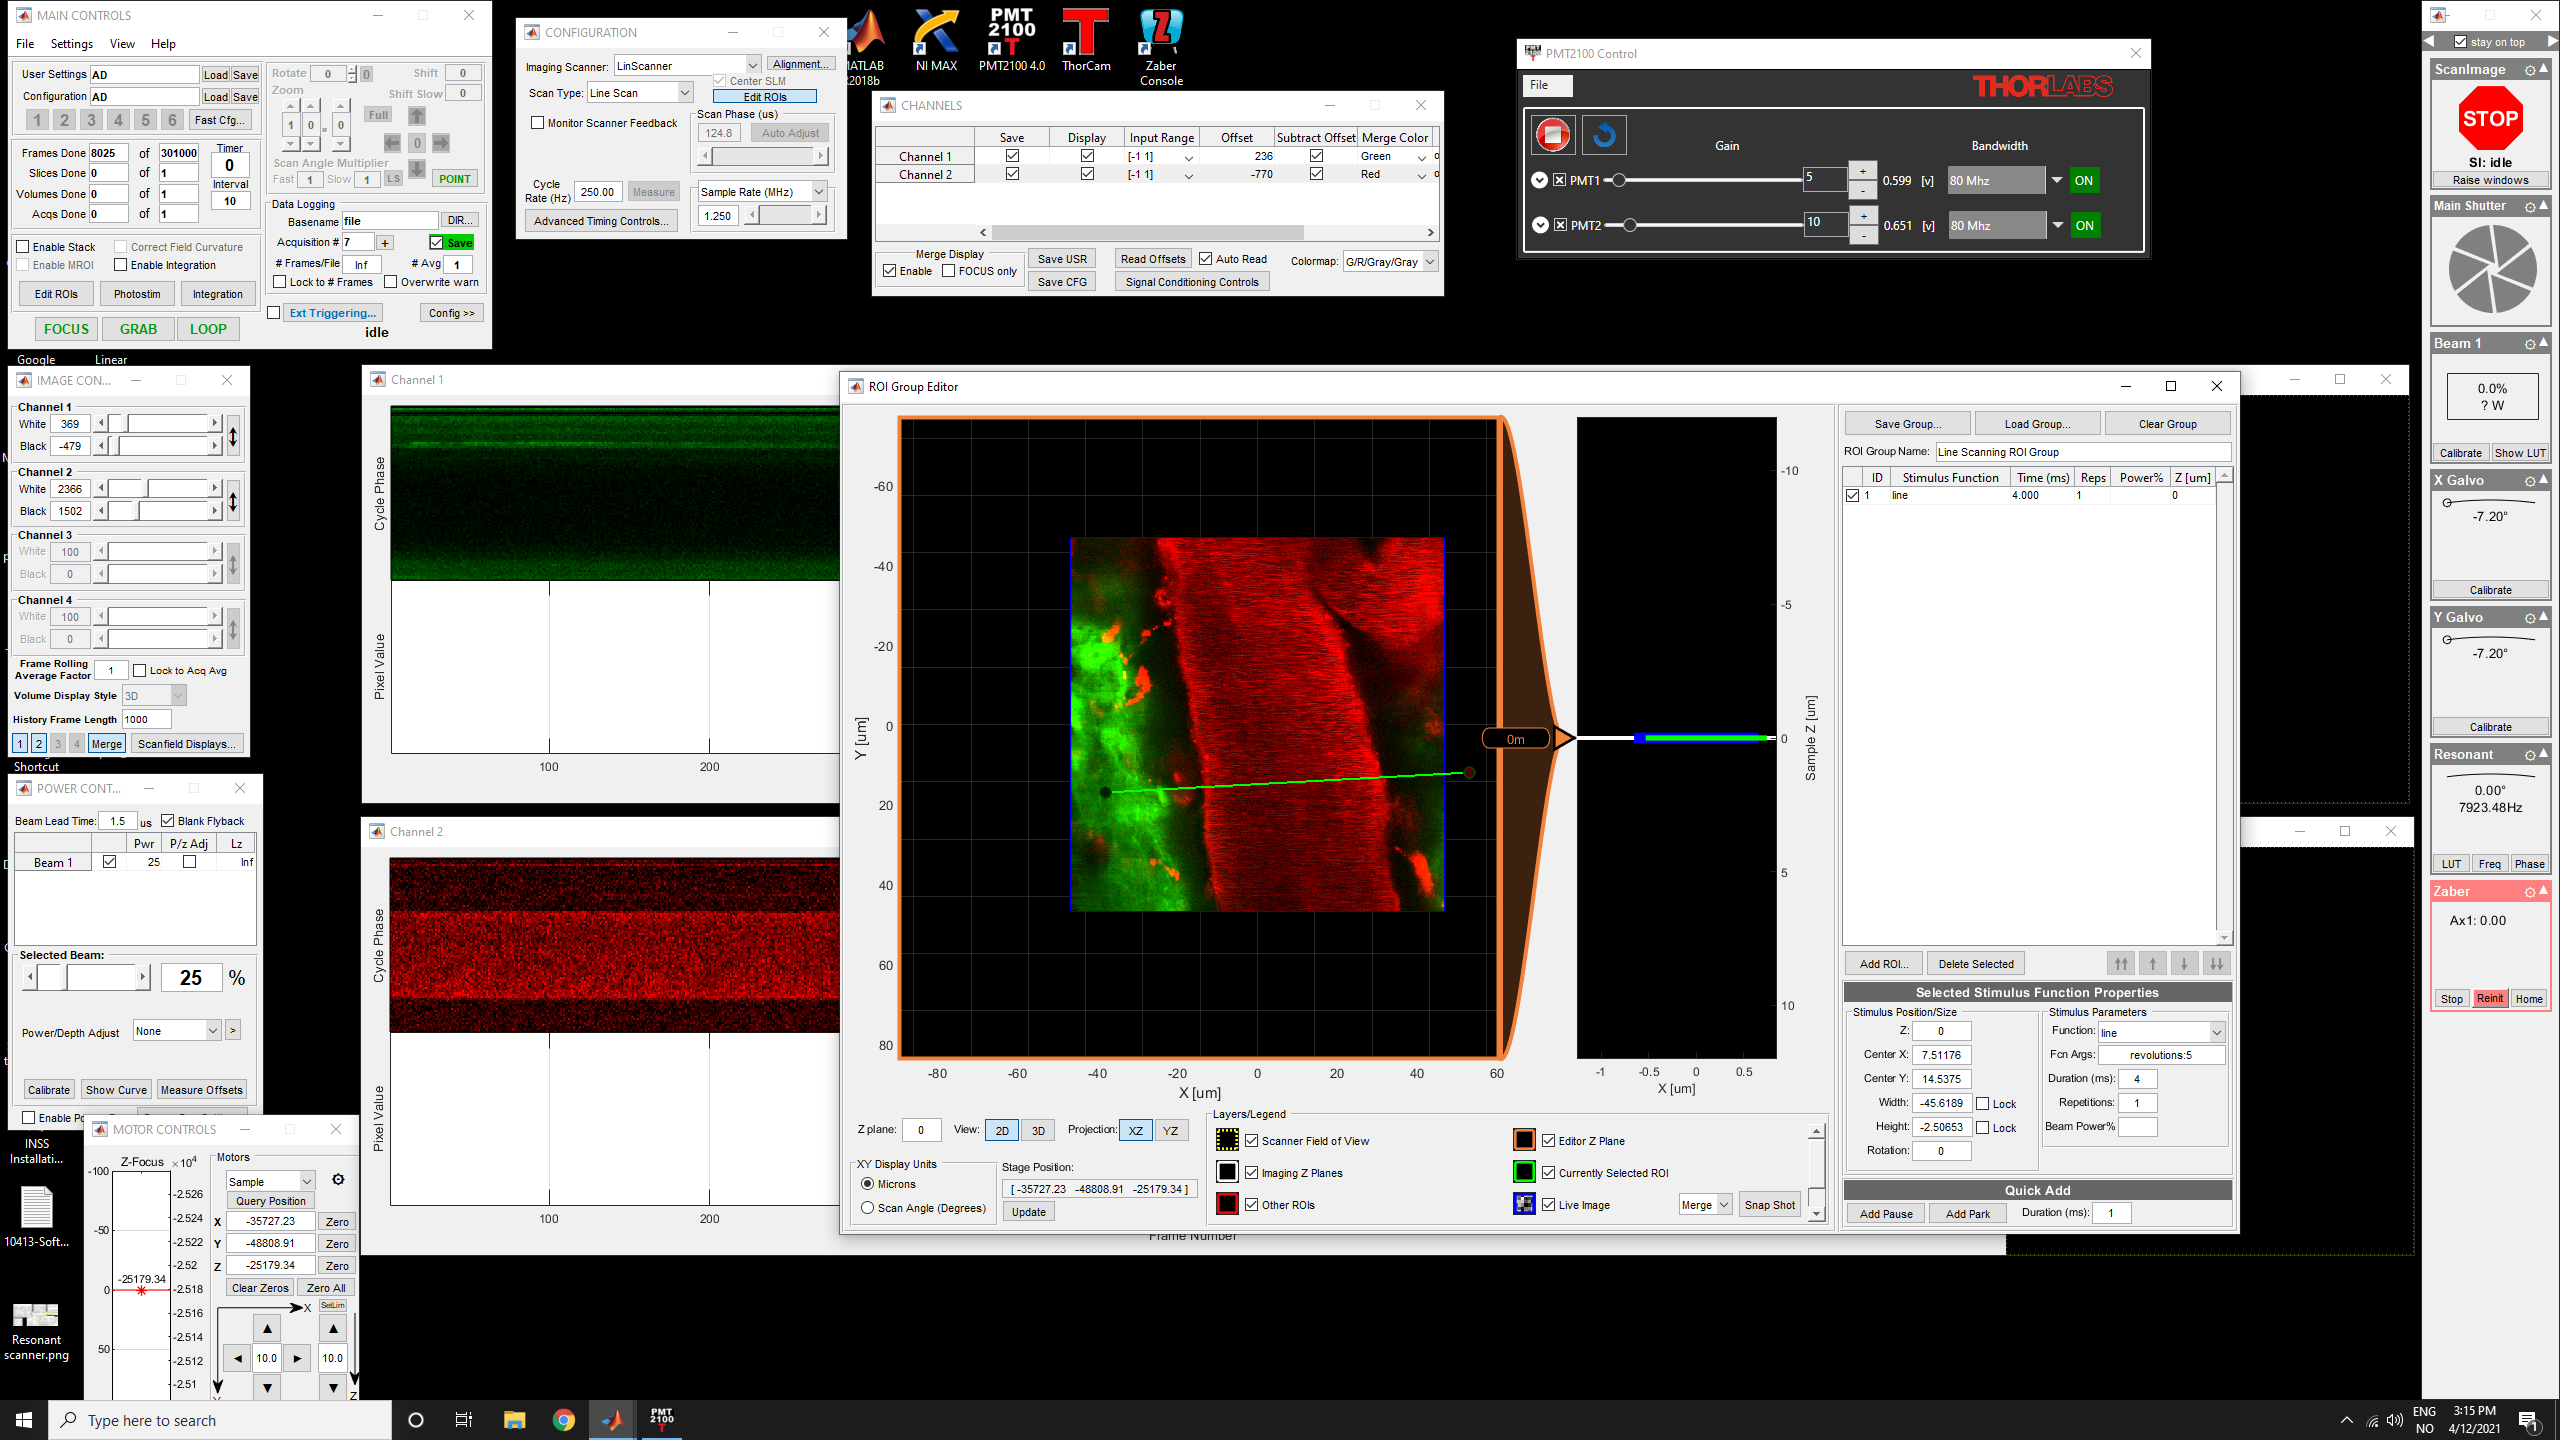 MAIN CONTROLS
File Settings View Help
User Settings AD Load Save
Configuration AD Load Save
1 2 3 4 5 6 Fast Cfg...
Frames Done 8025 of 301000
Slices Done 0 of 1
Volumes Done 0 of 1
Acqs Done 0 of 1
Timer
0
Interval
10
Enable Stack Correct Field Curvature
Enable MROI Enable Integration
Edit ROIs Photostim Integration
FOCUS GRAB LOOP
Rotate 0 0 Shift 0
Zoom Shift Slow 0
1 0 . 0 Full 0
Scan Angle Multiplier
Fast 1 Slow 1 LS POINT
Data Logging
Basename file DIR...
Acquisition # 7 + Save
# Frames/File Inf # Avg 1
Lock to # Frames Overwrite warn
Ext Triggering... Config >>
idle
Google Linear
CONFIGURATION
Imaging Scanner: LinScanner Alignment...
Center SLM
Scan Type: Line Scan Edit ROIs
Monitor Scanner Feedback
Scan Phase (us)
124.8 Auto Adjust
Cycle Rate (Hz) 250.00 Measure
Sample Rate (MHz)
1.250
Advanced Timing Controls...
NI MAX
PMT
2100
PMT2100 4.0
ThorCam
Zaber
Console
CHANNELS
Save Display Input Range Offset Subtract Offset Merge Color
Channel 1 [-1 1] 236 Green
Channel 2 [-1 1] -770 Red
Merge Display
Enable FOCUS only
Save USR
Save CFG
Read Offsets Auto Read
Signal Conditioning Controls
Colormap: G/R/Gray/Gray
PMT2100 Control
File
THORLABS
Gain Bandwidth
PMT1 5 + - 0.599 [v] 80 Mhz ON
PMT2 10 + - 0.651 [v] 80 Mhz ON
stay on top
ScanImage
STOP
SI: idle
Raise windows
Main Shutter
Beam 1
0.0%
? W
Calibrate Show LUT
X Galvo
-7.20°
Calibrate
Y Galvo
-7.20°
Calibrate
Resonant
0.00°
7923.48Hz
LUT Freq Phase
Zaber
Ax1: 0.00
Stop Reinit Home
IMAGE CON...
Channel 1
White 369
Black -479
Channel 2
White 2366
Black 1502
Channel 3
White 100
Black 0
Channel 4
White 100
Black 0
Frame Rolling
Average Factor 1 Lock to Acq Avg
Volume Display Style 3D
History Frame Length 1000
1 2 3 4 Merge Scanfield Displays...
Shortcut
POWER CONT...
Beam Lead Time: 1.5 us Blank Flyback
Pwr P/z Adj Lz
Beam 1 25 Inf
Selected Beam:
25 %
Power/Depth Adjust None >
Calibrate Show Curve Measure Offsets
INSS
Installati...
10413-Soft...
Resonant
scanner.png
MOTOR CONTROLS
Z-Focus ×10⁴
-100
-50
0
50
-25179.34
-2.526
-2.524
-2.522
-2.52
-2.518
-2.516
-2.514
-2.512
-2.51
Motors
Sample
Query Position
X -35727.23 Zero
Y -48808.91 Zero
Z -25179.34 Zero
Clear Zeros Zero All
X SetLim
10.0 10.0
Z
Channel 1
Cycle Phase
Pixel Value
100 200
Channel 2
Cycle Phase
Pixel Value
100 200
Frame Number
ROI Group Editor
Y [um]
-60
-40
-20
0
20
40
60
80
-80 -60 -40 -20 0 20 40 60
X [um]
0m
Sample Z [um]
-10
-5
0
5
10
-1 -0.5 0 0.5
X [um]
Z plane: 0 View: 2D 3D Projection: XZ YZ
XY Display Units
Microns
Scan Angle (Degrees)
Stage Position:
[ -35727.23 -48808.91 -25179.34 ]
Update
Layers/Legend
Scanner Field of View Editor Z Plane
Imaging Z Planes Currently Selected ROI
Other ROIs Live Image Merge Snap Shot
Save Group... Load Group... Clear Group
ROI Group Name: Line Scanning ROI Group
ID Stimulus Function Time (ms) Reps Power% Z [um]
1 line 4.000 1 0
Add ROI... Delete Selected
Selected Stimulus Function Properties
Stimulus Position/Size
Z: 0
Center X: 7.51176
Center Y: 14.5375
Width: -45.6189 Lock
Height: -2.50653 Lock
Rotation: 0
Stimulus Parameters
Function: line
Fcn Args: revolutions:5
Duration (ms): 4
Repetitions: 1
Beam Power%
Quick Add
Add Pause Add Park Duration (ms): 1
Type here to search
PMT
2100
ENG
NO
3:15 PM
4/12/2021
1